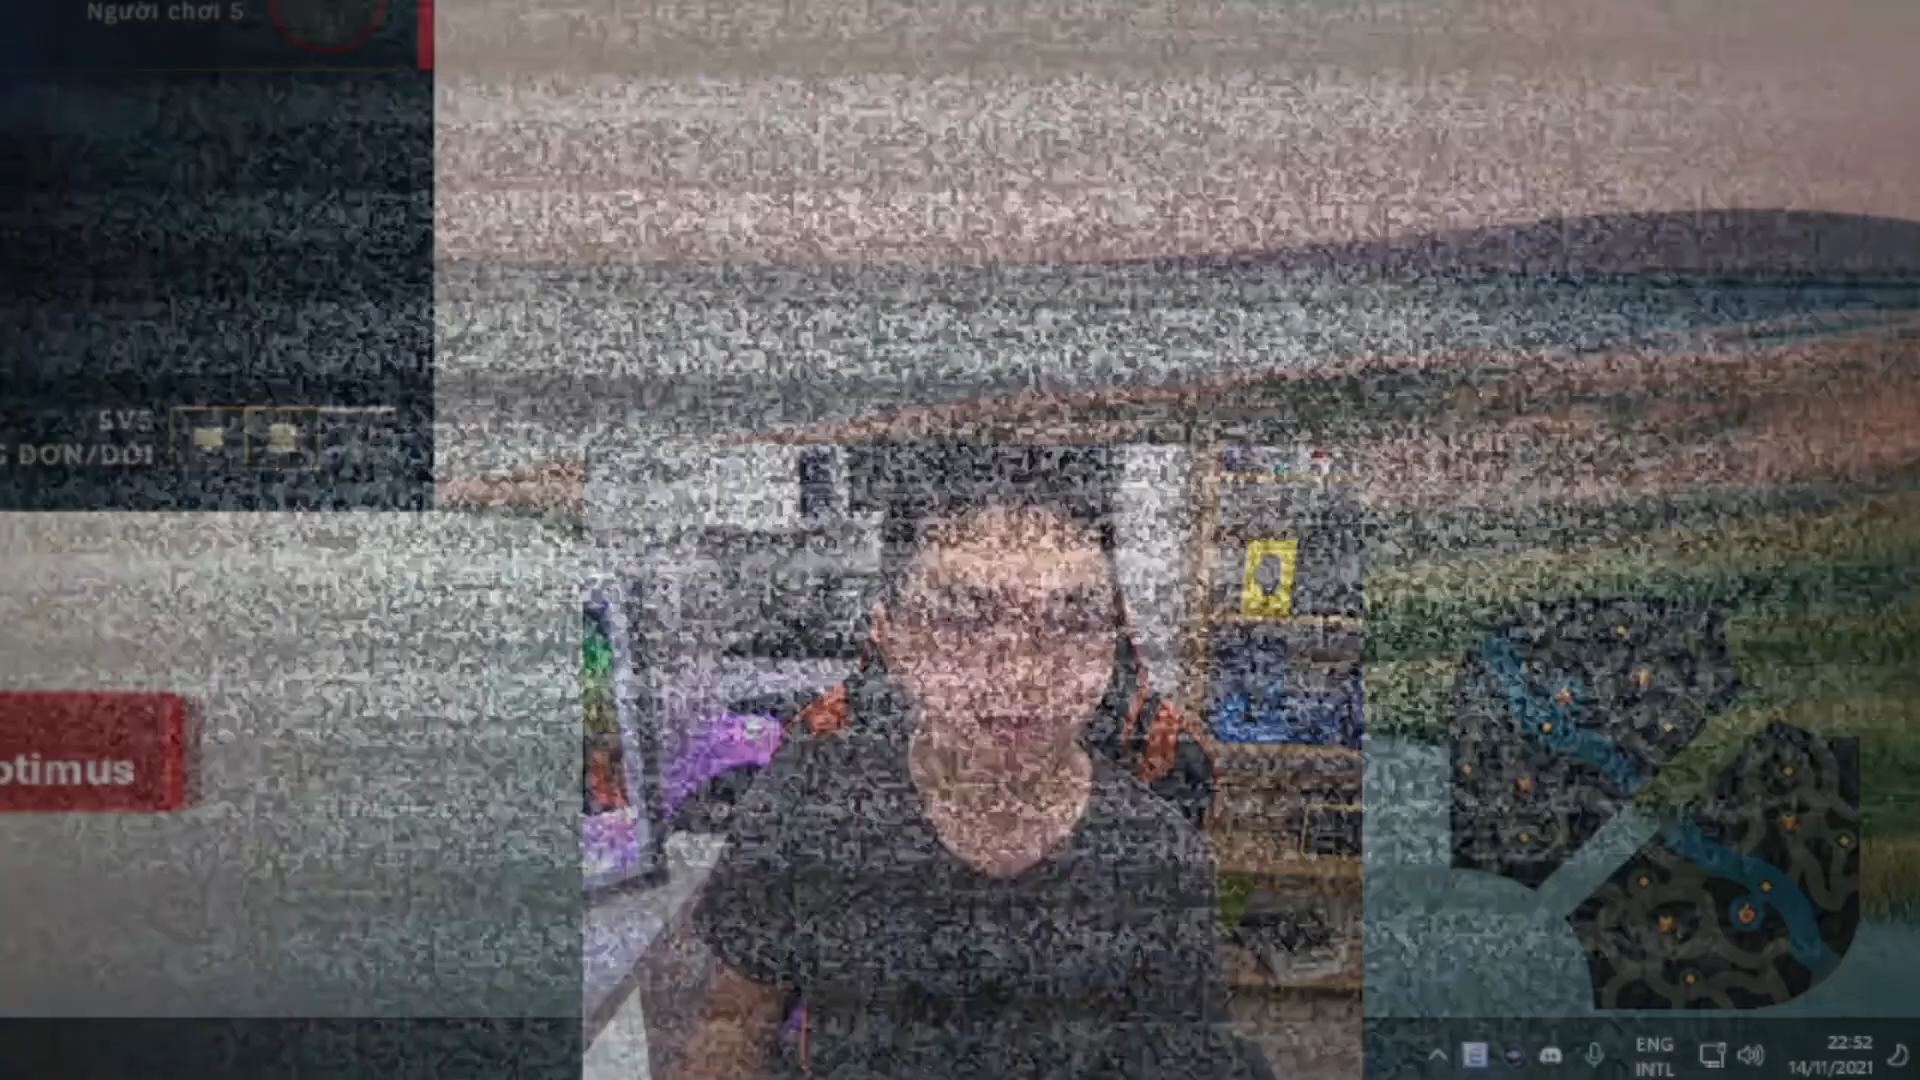 Người chơi 5
5V5
G ĐƠN/ĐÔI
ptimus
ENG
INTL
22:52
14/11/2021